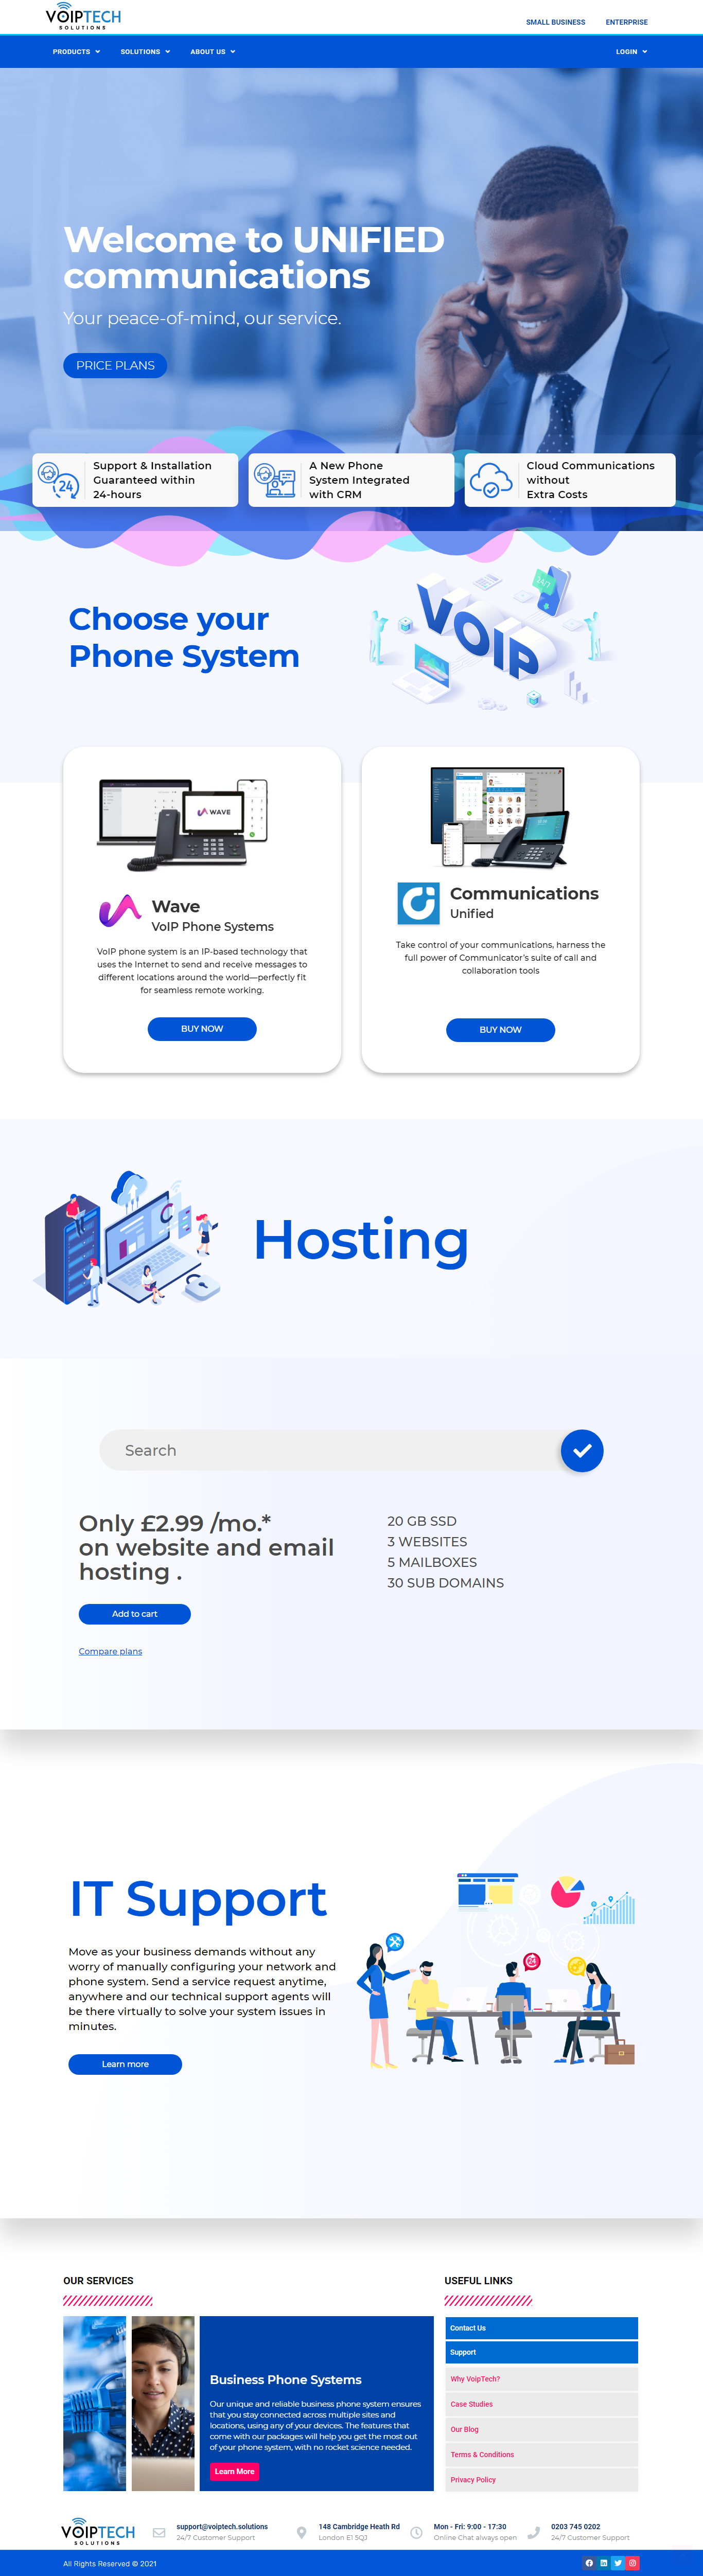 VOIPTECH
SOLUTIONS
SMALL BUSINESS
ENTERPRISE
PRODUCTS
SOLUTIONS
ABOUT US
LOGIN
Welcome to UNIFIED
communications
Your peace-of-mind, our service.
PRICE PLANS
24
Support & Installation
Guaranteed within
24-hours
A New Phone
System Integrated
with CRM
Cloud Communications
without
Extra Costs
Choose your
Phone System
24/7
VOIP
WAVE
Wave
VoIP Phone Systems
VoIP phone system is an IP-based technology that
uses the Internet to send and receive messages to
different locations around the world—perfectly fit
for seamless remote working.
BUY NOW
Communications
Unified
Take control of your communications, harness the
full power of Communicator’s suite of call and
collaboration tools
BUY NOW
Hosting
Search
Only £2.99 /mo.*
on website and email
hosting .
Add to cart
Compare plans
20 GB SSD
3 WEBSITES
5 MAILBOXES
30 SUB DOMAINS
IT Support
Move as your business demands without any
worry of manually configuring your network and
phone system. Send a service request anytime,
anywhere and our technical support agents will
be there virtually to solve your system issues in
minutes.
Learn more
OUR SERVICES
Business Phone Systems
Our unique and reliable business phone system ensures
that you stay connected across multiple sites and
locations, using any of your devices. The features that
come with our packages will help you get the most out
of your phone system, with no rocket science needed.
Learn More
USEFUL LINKS
Contact Us
Support
Why VoipTech?
Case Studies
Our Blog
Terms & Conditions
Privacy Policy
VOIPTECH
SOLUTIONS
support@voiptech.solutions
24/7 Customer Support
148 Cambridge Heath Rd
London E1 5QJ
Mon - Fri: 9:00 - 17:30
Online Chat always open
0203 745 0202
24/7 Customer Support
All Rights Reserved © 2021